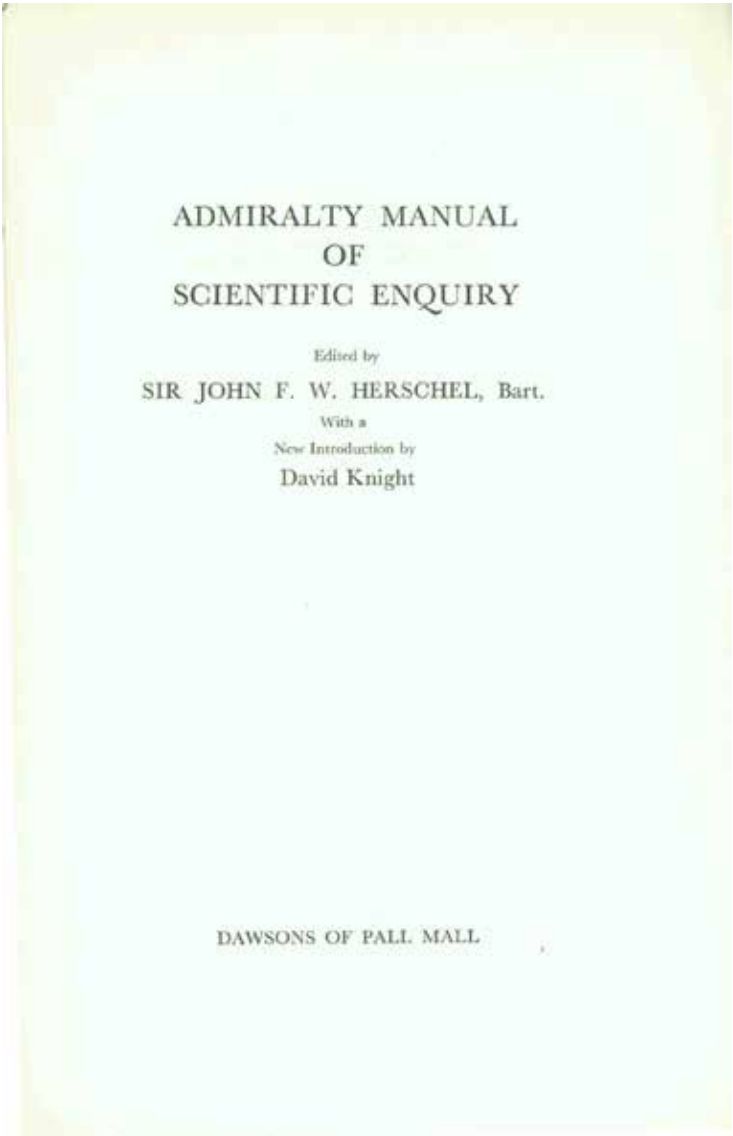 ADMIRALTY MANUAL
OF
SCIENTIFIC ENQUIRY
Edited by
SIR JOHN F. W. HERSCHEL, Bart.
With a
New Introduction by
David Knight
DAWSONS OF PALL MALL